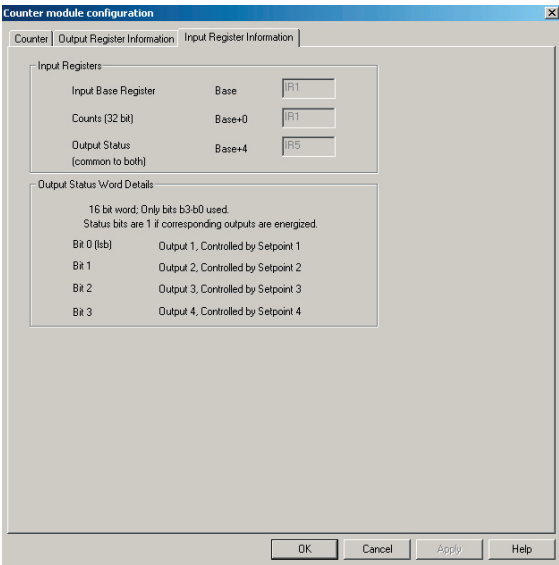 Counter module configuration
Counter Output Register Information Input Register Information
Input Registers
Input Base Register Base IR1
Counts (32 bit) Base+0 IR1
Output Status Base+4 IR5
(common to both)
Output Status Word Details
16 bit word; Only bits b3-b0 used.
Status bits are 1 if corresponding outputs are energized.
Bit 0 (lsb) Output 1, Controlled by Setpoint 1
Bit 1 Output 2, Controlled by Setpoint 2
Bit 2 Output 3, Controlled by Setpoint 3
Bit 3 Output 4, Controlled by Setpoint 4
OK Cancel Apply Help